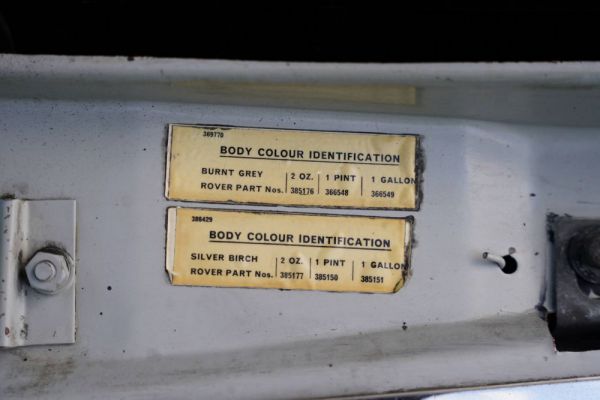 369770
BODY COLOUR IDENTIFICATION
BURNT GREY 2 OZ. 1 PINT 1 GALLON
ROVER PART Nos. 385176 366548 366549
386429
BODY COLOUR IDENTIFICATION
SILVER BIRCH 2 OZ. 1 PINT 1 GALLON
ROVER PART Nos. 385177 385150 385151